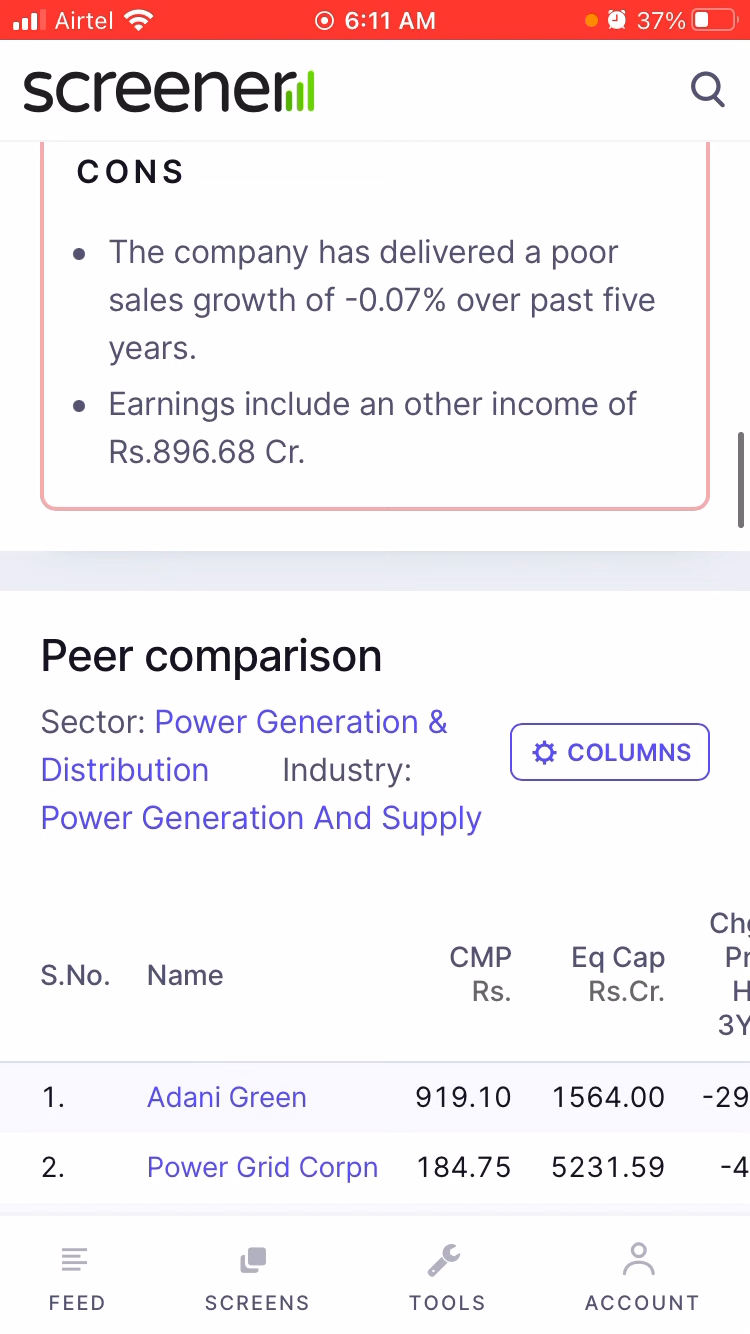 Airtel 6:11 AM 37%
screener
CONS
• The company has delivered a poor
sales growth of -0.07% over past five
years.
• Earnings include an other income of
Rs.896.68 Cr.
Peer comparison
Sector: Power Generation &
Distribution Industry:
Power Generation And Supply
COLUMNS
S.No. Name CMP Rs. Eq Cap Rs.Cr. 3Y
1. Adani Green 919.10 1564.00 -29
2. Power Grid Corpn 184.75 5231.59 -4
FEED SCREENS TOOLS ACCOUNT